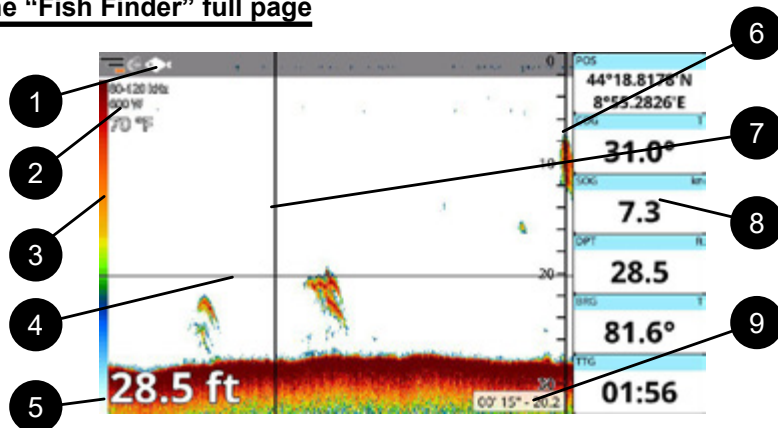 e “Fish Finder” full page
1
2
3
4
5
6
7
8
9
80-120 kHz
600 W
70 °F
0
10
20
30
28.5 ft
00' 15" - 20.2
POS
44°18.8178'N
8°55.2826'E
COG T
31.0°
SOG kn
7.3
DPT ft
28.5
BRG T
81.6°
TTG
01:56